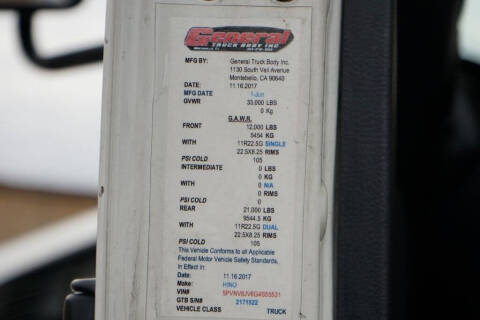 General
TRUCK BODY INC
MFG BY: General Truck Body Inc.
1130 South Vail Avenue
Montebello, CA 90640
DATE: 11.16.2017
MFG DATE 1-Jun
GVWR 33,000 LBS
0 Kg
G.A.W.R.
FRONT 12,000 LBS
5454 KG
WITH 11R22.5G SINGLE
22.5X8.25 RIMS
PSI COLD 105
INTERMEDIATE 0 LBS
0 KG
WITH 0 N/A
0 RIMS
PSI COLD 0
REAR 21,000 LBS
9544.5 KG
WITH 11R22.5G DUAL
22.5X8.25 RIMS
PSI COLD 105
This Vehicle Conforms to all Applicable
Federal Motor Vehicle Safety Standards,
In Effect in:
Date: 11.16.2017
Make: HINO
VIN#
GTB S/N# 2171522
VEHICLE CLASS TRUCK